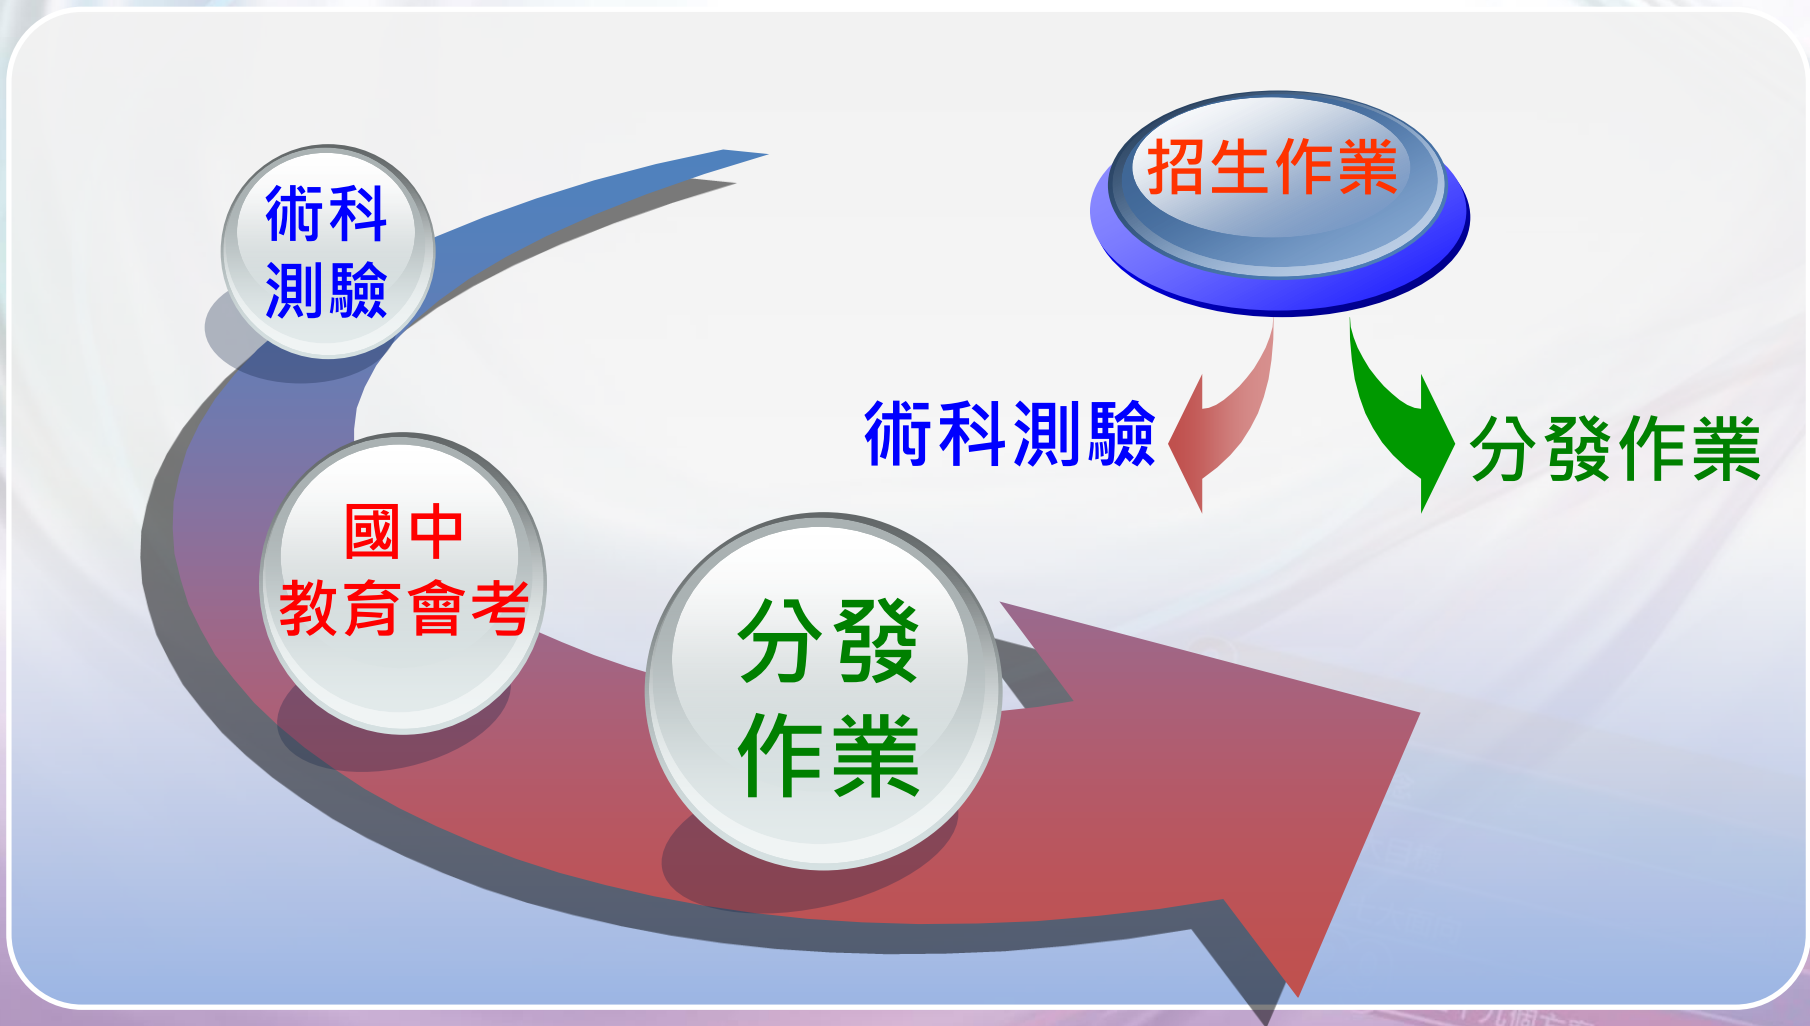 術科
測驗
國中
教育會考
分發
作業
招生作業
術科測驗
分發作業